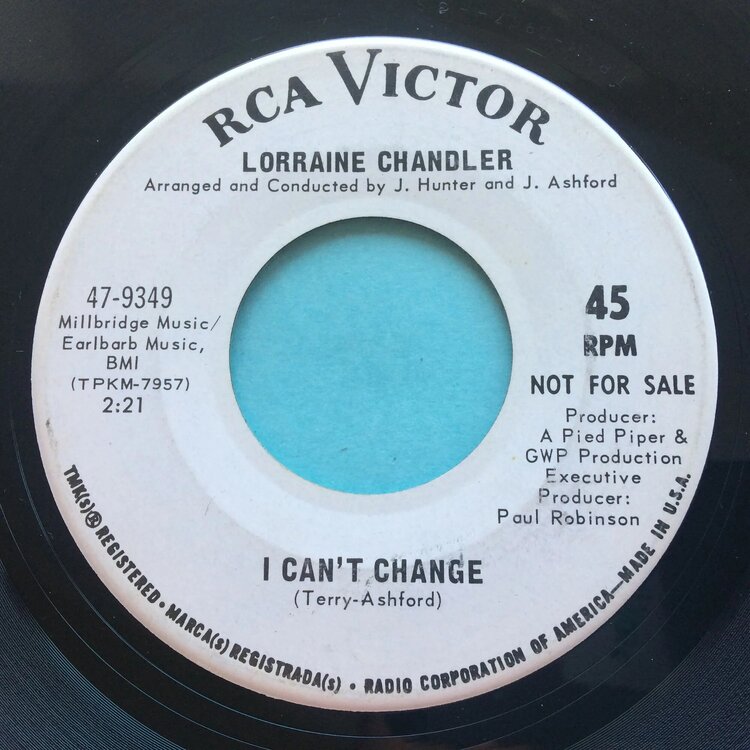 RCA VICTOR
LORRAINE CHANDLER
Arranged and Conducted by J. Hunter and J. Ashford
47-9349
Millbridge Music/
Earlbarb Music,
BMI
(TPKM-7957)
2:21
45
RPM
NOT FOR SALE
Producer:
A Pied Piper &
GWP Production
Executive
Producer:
Paul Robinson
I CAN'T CHANGE
(Terry-Ashford)
TMK(s)® REGISTERED • MARCA(s) REGISTRADA(s) • RADIO CORPORATION OF AMERICA—MADE IN U.S.A.